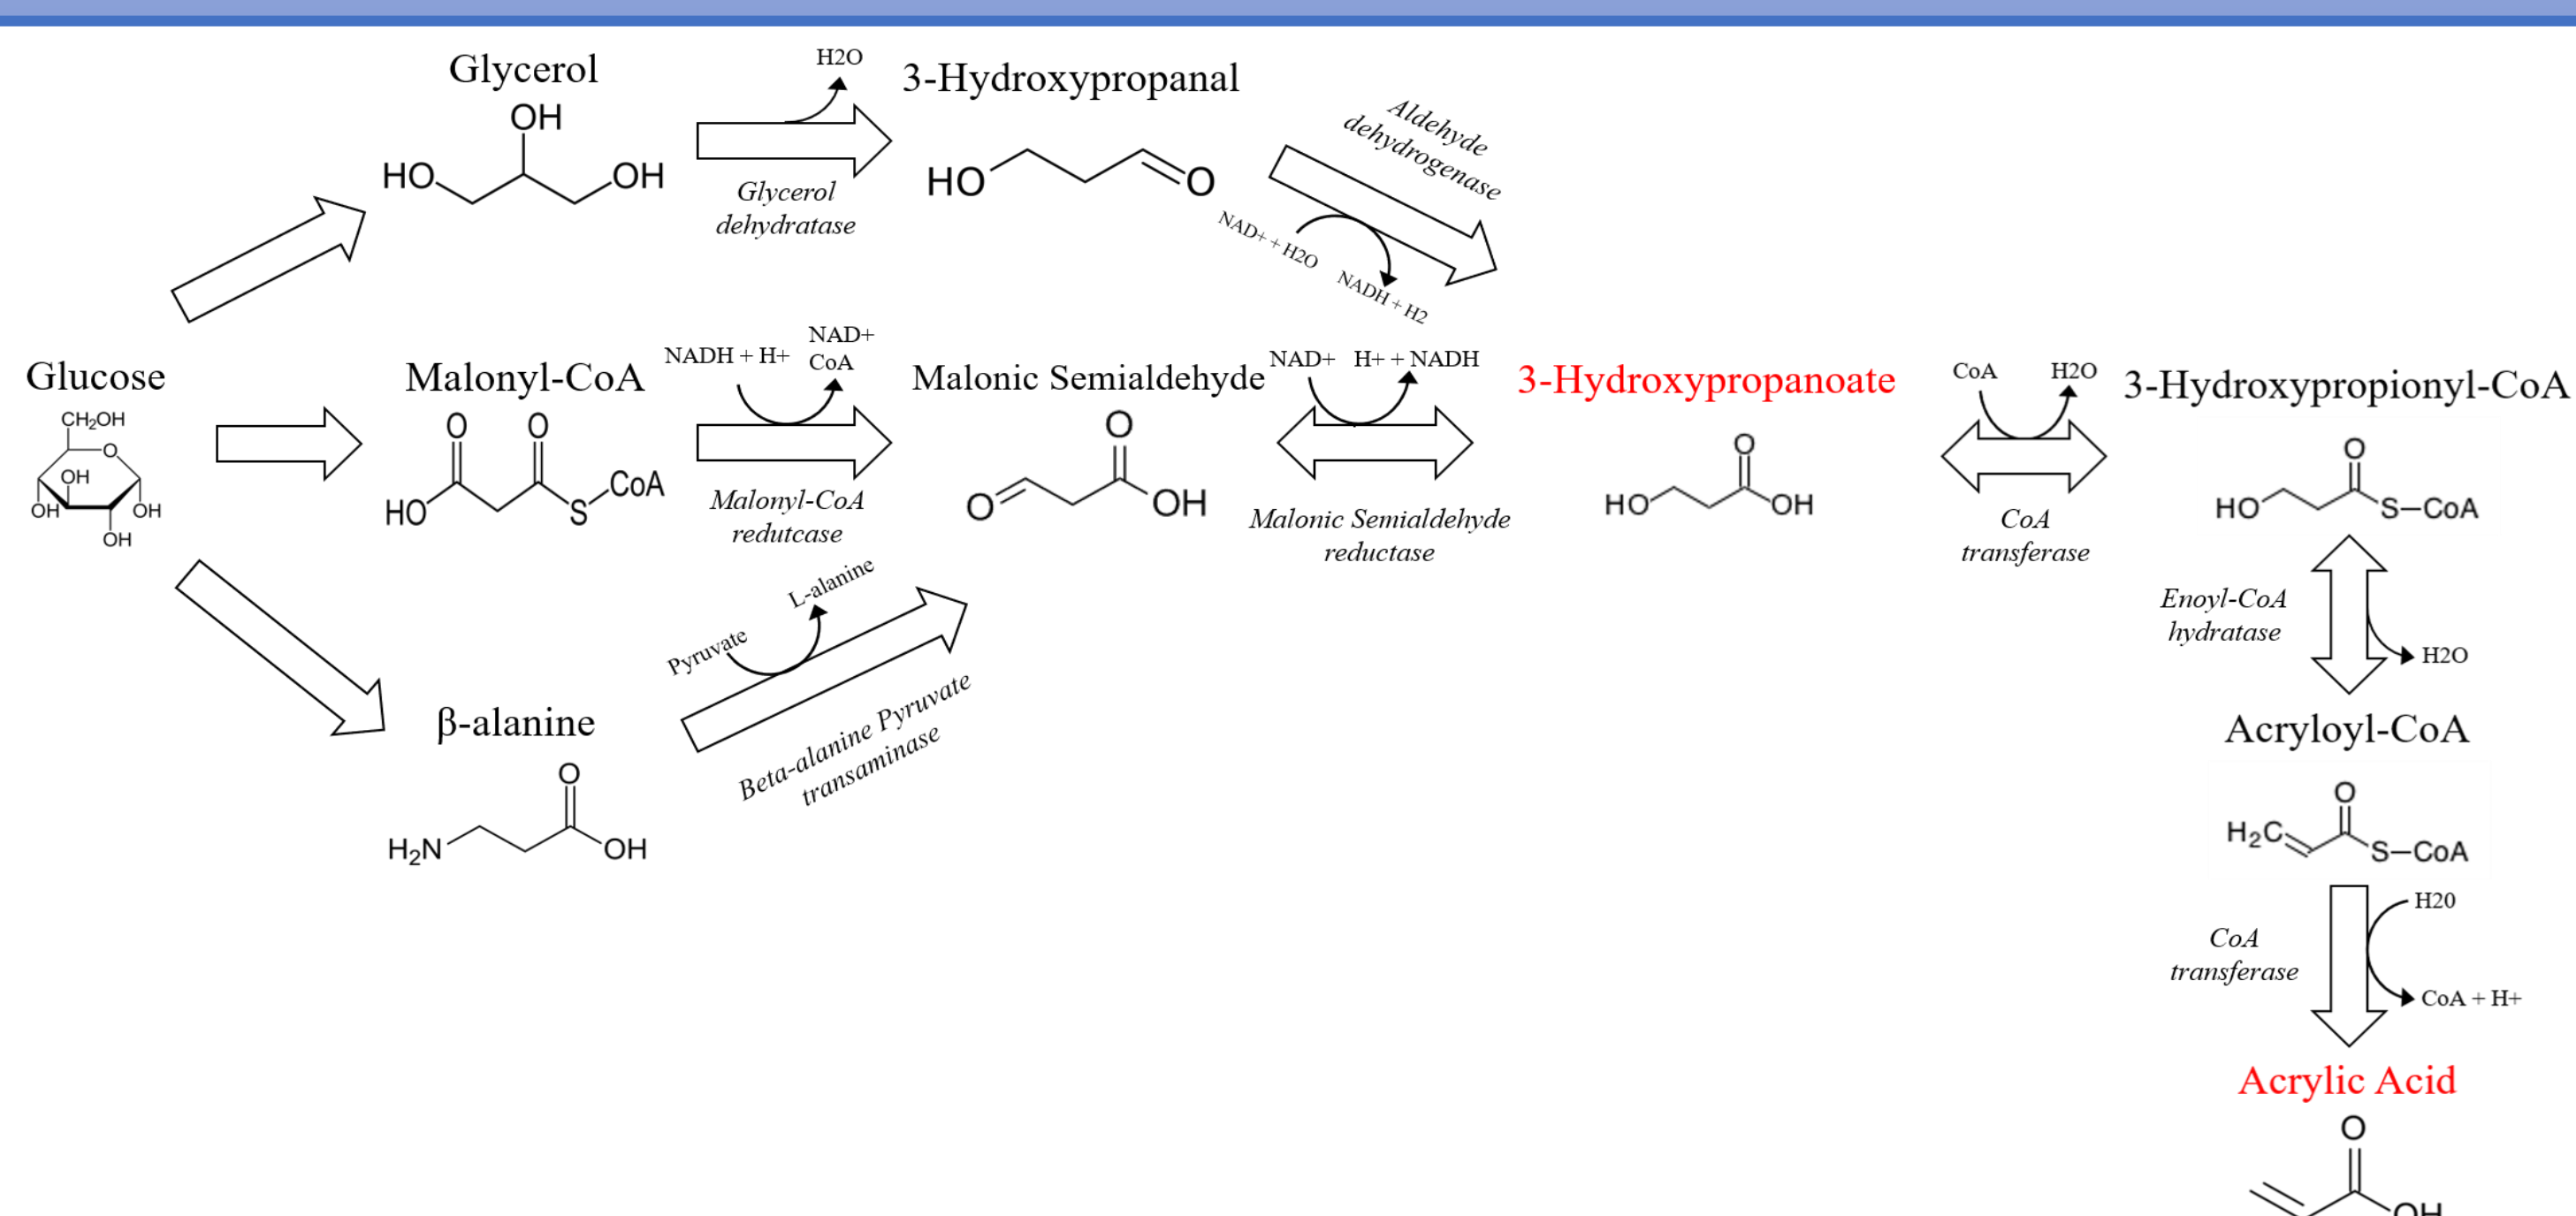 Glycerol
OH
HO
OH
H2O
Glycerol
dehydratase
3-Hydroxypropanal
HO
O
Aldehyde
dehydrogenase
NAD+ + H2O
NADH + H2
Glucose
CH₂OH
O
OH
OH
OH
OH
Malonyl-CoA
O
O
HO
S
CoA
NADH + H+
NAD+
CoA
Malonyl-CoA
redutcase
Malonic Semialdehyde
O
O
OH
NAD+
H+ + NADH
Malonic Semialdehyde
reductase
3-Hydroxypropanoate
O
HO
OH
CoA
H2O
CoA
transferase
3-Hydroxypropionyl-CoA
O
HO
S–CoA
Pyruvate
L-alanine
Beta-alanine Pyruvate
transaminase
β-alanine
O
H₂N
OH
Enoyl-CoA
hydratase
H2O
Acryloyl-CoA
O
H₂C
S–CoA
H20
CoA
transferase
CoA + H+
Acrylic Acid
O
OH